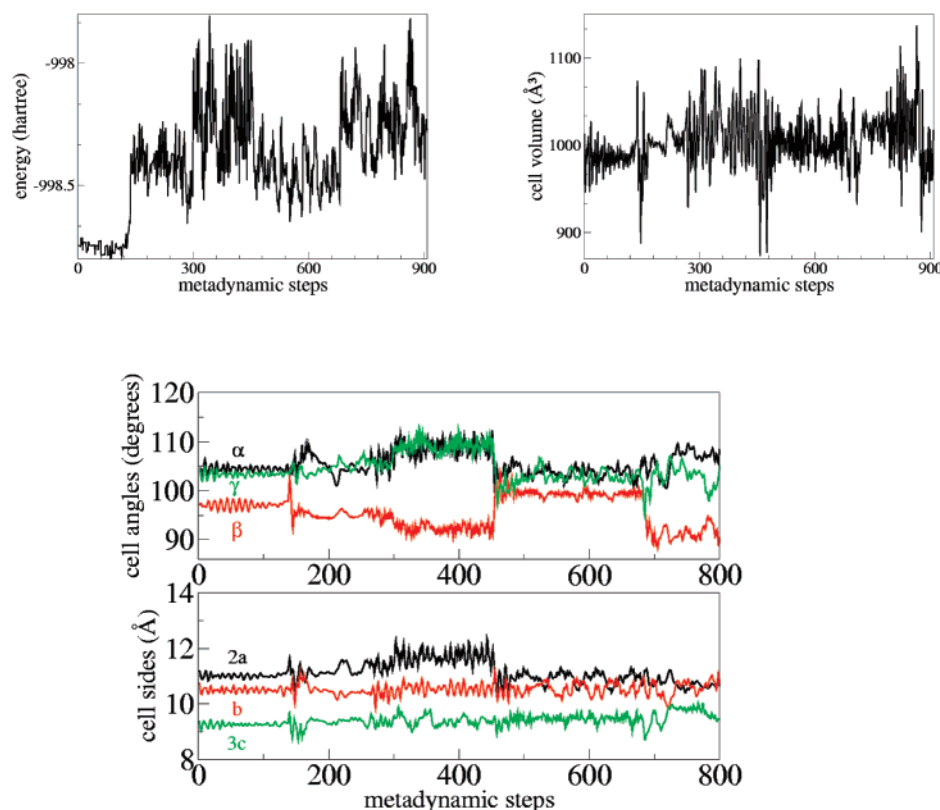 energy (hartree)
-998
-998.5
0 300 600 900
metadynamic steps
cell volume (Å³)
1100
1000
900
0 300 600 900
metadynamic steps
cell angles (degrees)
120
110
100
90
α
γ
β
0 200 400 600 800
cell sides (Å)
14
12
10
8
2a
b
3c
0 200 400 600 800
metadynamic steps